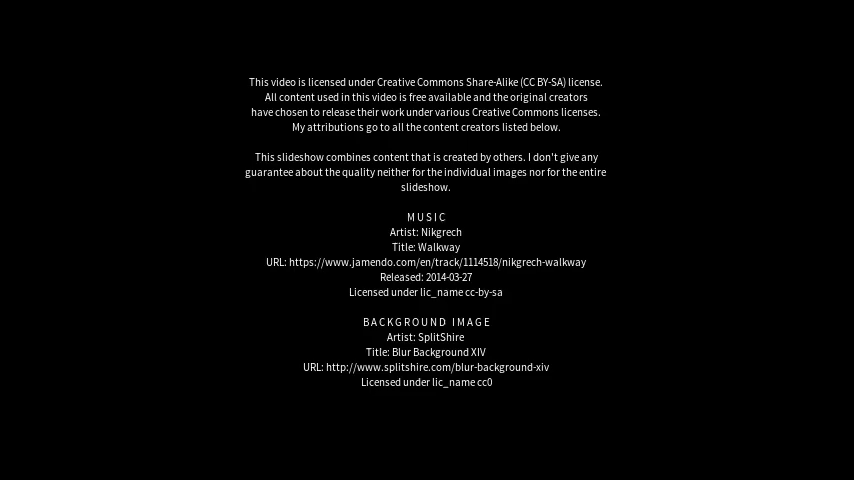 This video is licensed under Creative Commons Share-Alike (CC BY-SA) license.
All content used in this video is free available and the original creators
have chosen to release their work under various Creative Commons licenses.
My attributions go to all the content creators listed below.
This slideshow combines content that is created by others. I don't give any
guarantee about the quality neither for the individual images nor for the entire
slideshow.
MUSIC
Artist: Nikgrech
Title: Walkway
URL: https://www.jamendo.com/en/track/1114518/nikgrech-walkway
Released: 2014-03-27
Licensed under lic_name cc-by-sa
BACKGROUND IMAGE
Artist: SplitShire
Title: Blur Background XIV
URL: http://www.splitshire.com/blur-background-xiv
Licensed under lic_name cc0